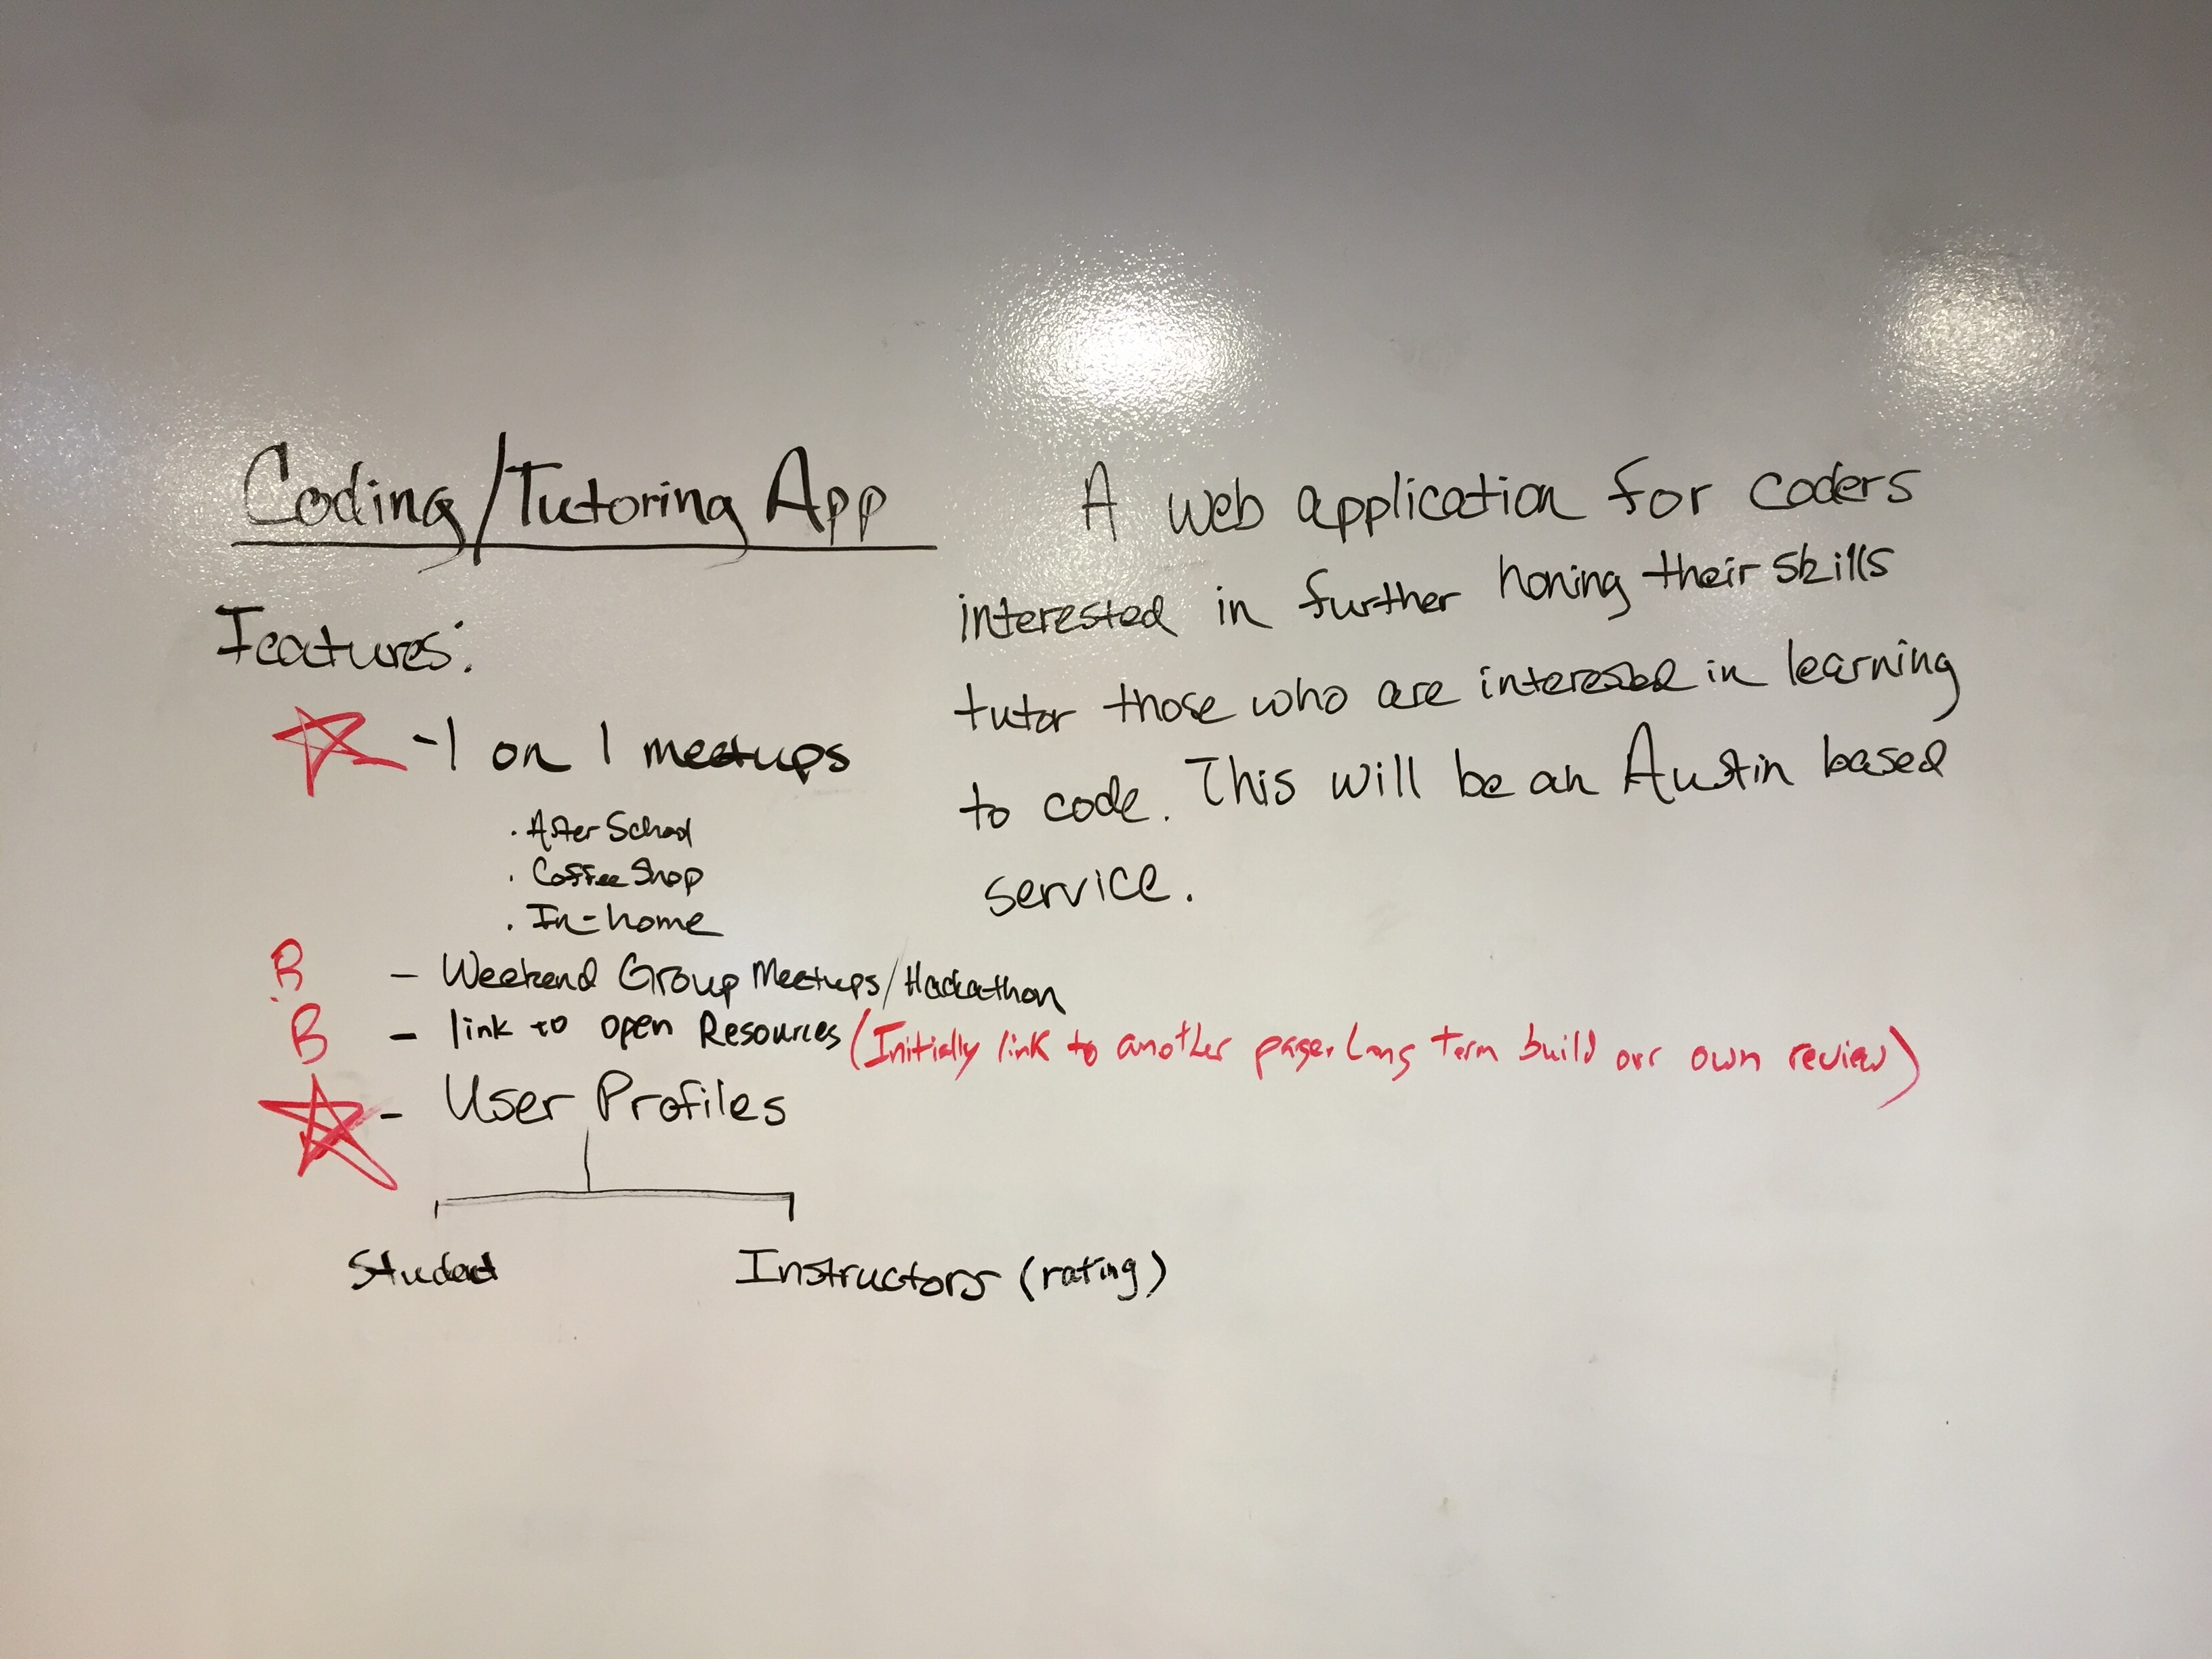 Coding/Tutoring App
Features:
-1 on 1 meetups
. After School
. Coffee Shop
. In-home
B - Weekend Group Meetups/Hackathon
B - link to open Resources (Initially link to another page. Long term build our own review)
- User Profiles
Student Instructors (rating)
A web application for coders
interested in further honing their skills
tutor those who are interested in learning
to code. This will be an Austin based
service.